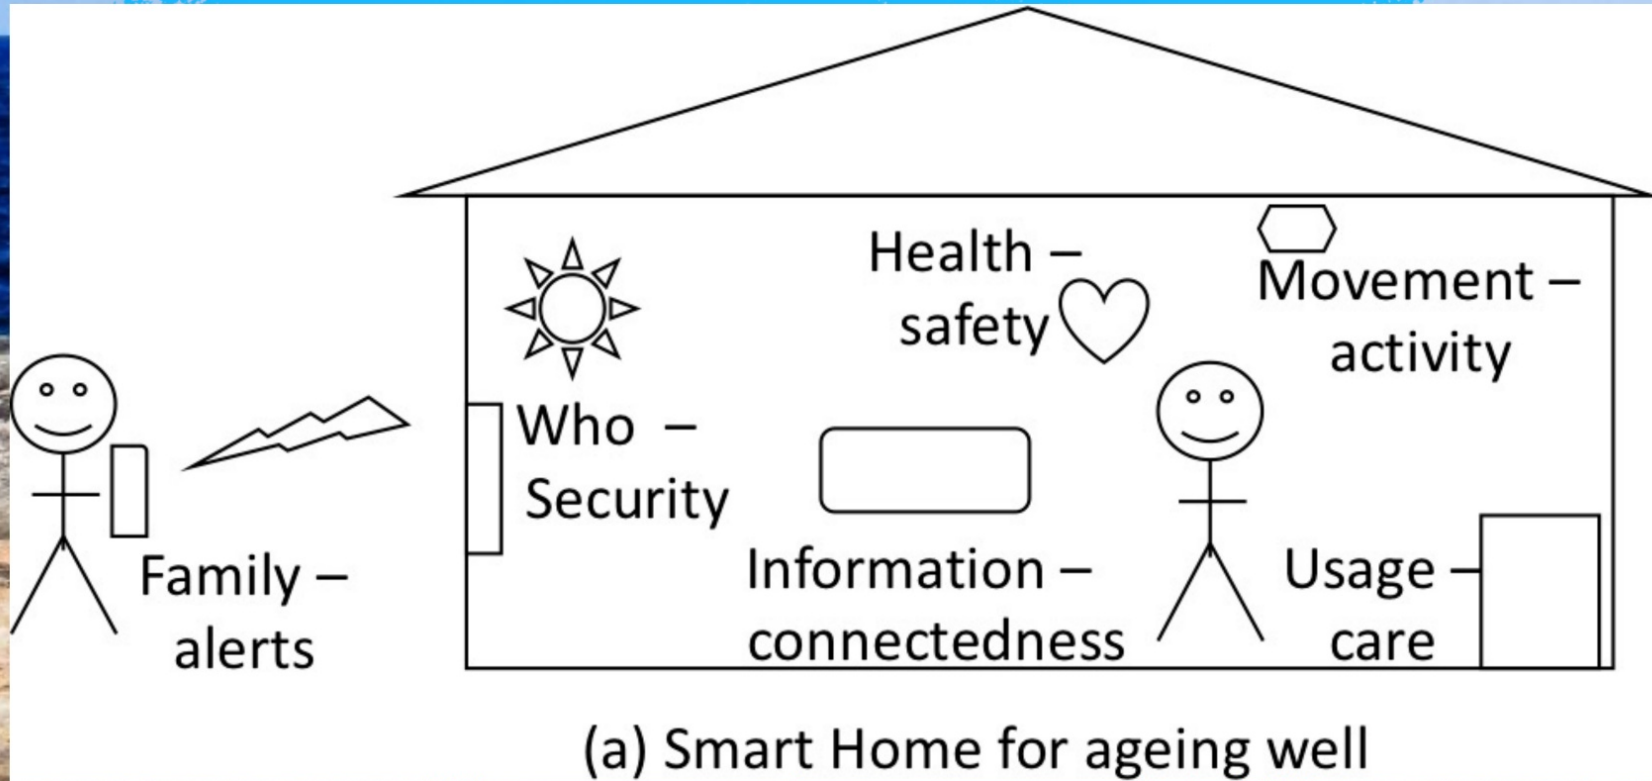 Health –
safety
Movement –
activity
Who –
Security
Family –
alerts
Information –
connectedness
Usage –
care
(a) Smart Home for ageing well